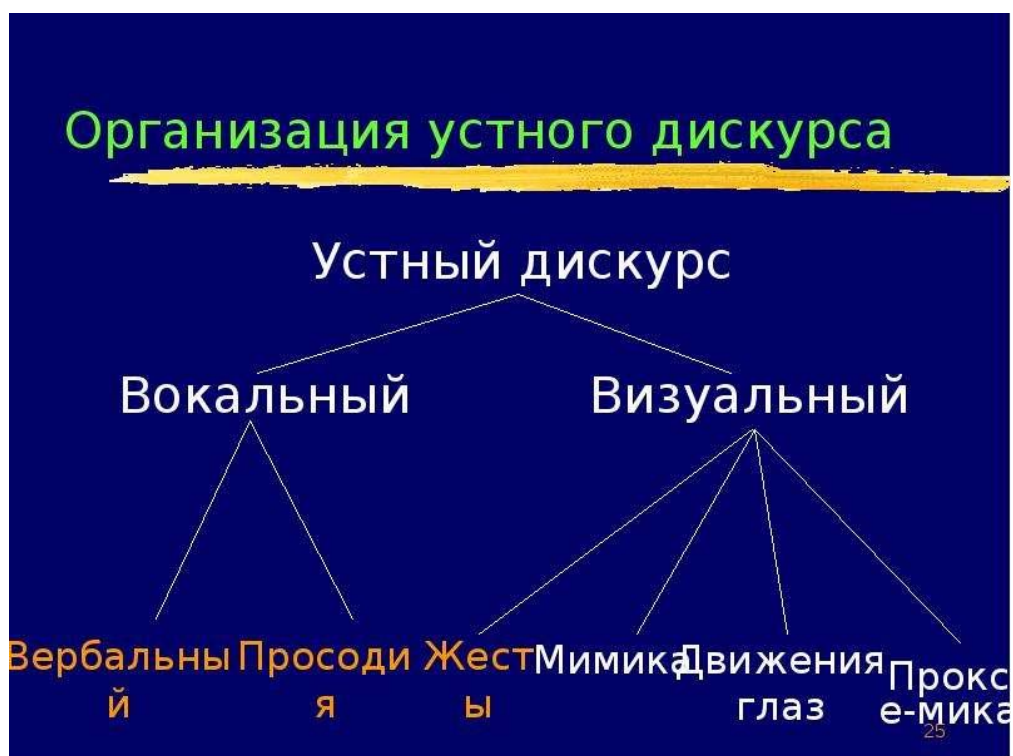 Организация устного дискурса
Устный дискурс
Вокальный Визуальный
Вербальны Просоди Жест Мимика Движения Прокс
й я ы глаз е-мика
25